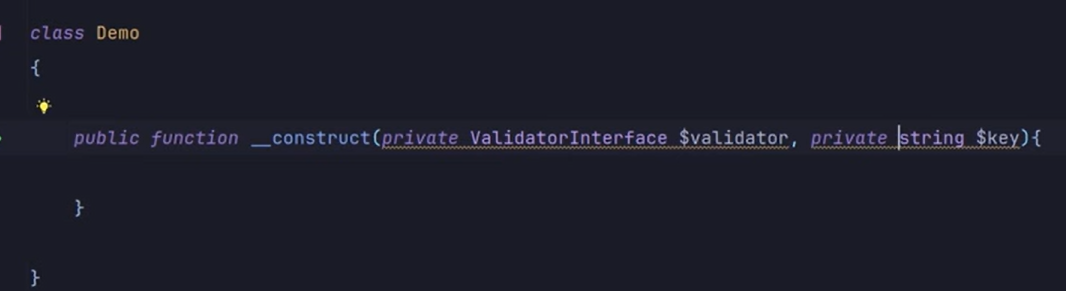 class Demo
{
public function __construct(private ValidatorInterface $validator, private string $key){
}
}